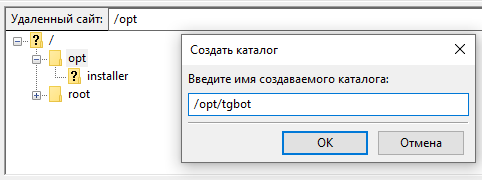 Удаленный сайт: /opt
/
opt
installer
root
Создать каталог
Введите имя создаваемого каталога:
/opt/tgbot
OK Отмена